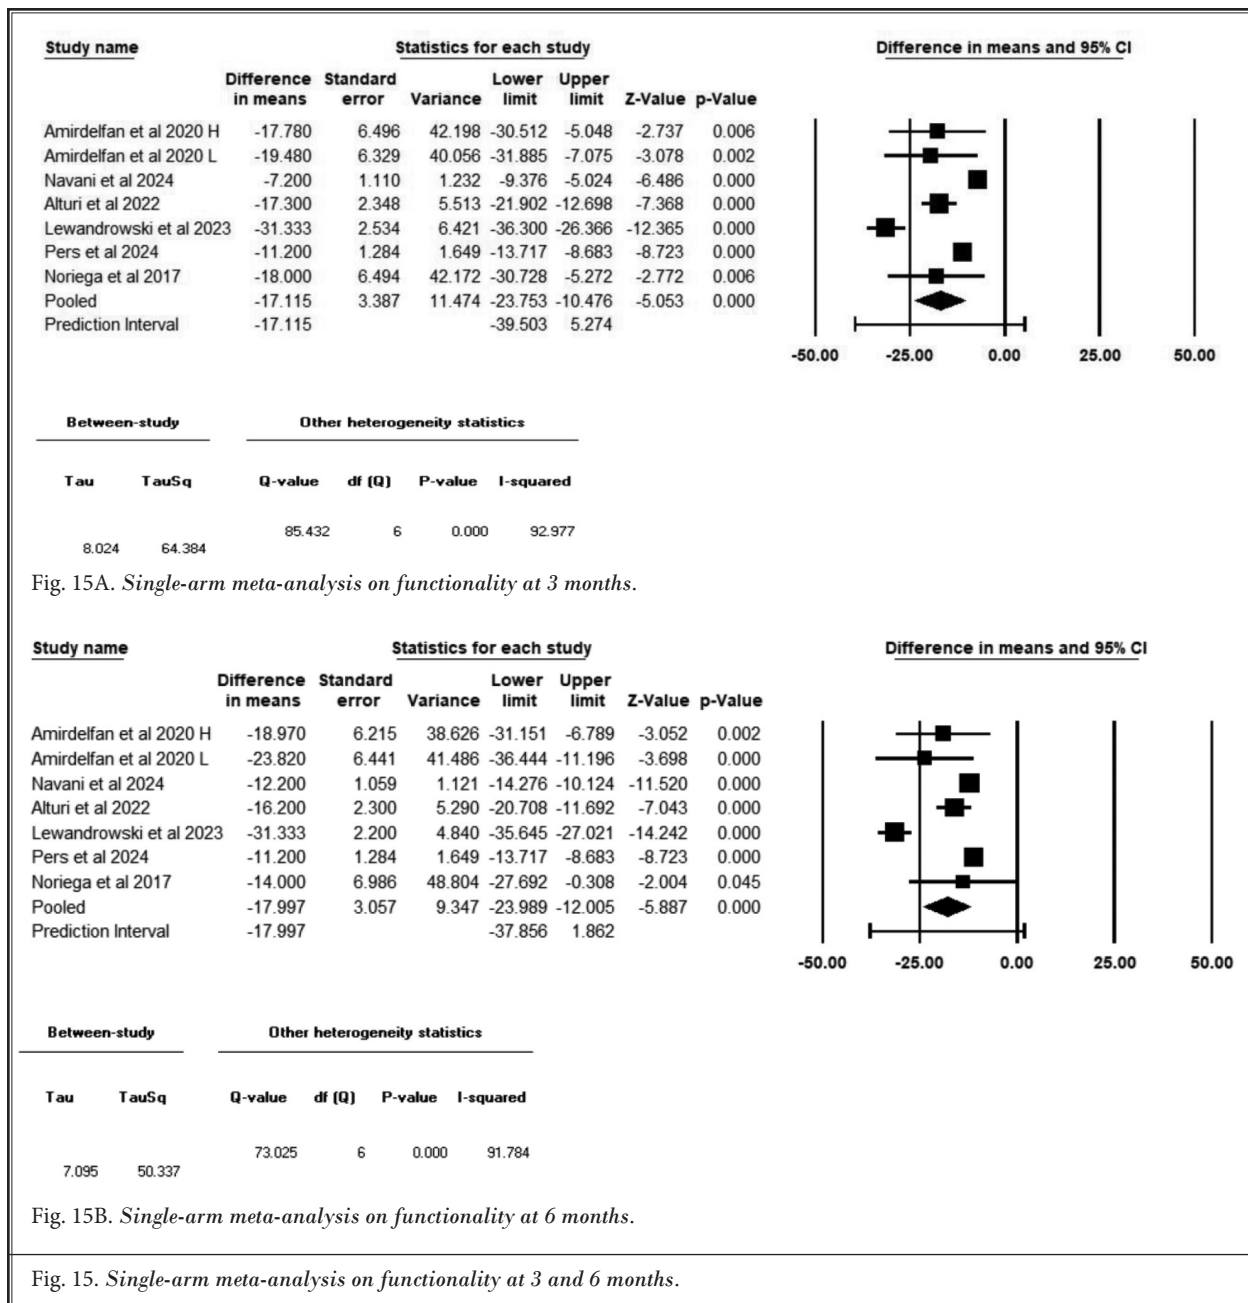 Study name Statistics for each study Difference in means and 95% CI
Difference Standard Lower Upper
in means error Variance limit limit Z-Value p-Value
Amirdelfan et al 2020 H -17.780 6.496 42.198 -30.512 -5.048 -2.737 0.006
Amirdelfan et al 2020 L -19.480 6.329 40.056 -31.885 -7.075 -3.078 0.002
Navani et al 2024 -7.200 1.110 1.232 -9.376 -5.024 -6.486 0.000
Alturi et al 2022 -17.300 2.348 5.513 -21.902 -12.698 -7.368 0.000
Lewandrowski et al 2023 -31.333 2.534 6.421 -36.300 -26.366 -12.365 0.000
Pers et al 2024 -11.200 1.284 1.649 -13.717 -8.683 -8.723 0.000
Noriega et al 2017 -18.000 6.494 42.172 -30.728 -5.272 -2.772 0.006
Pooled -17.115 3.387 11.474 -23.753 -10.476 -5.053 0.000
Prediction Interval -17.115 -39.503 5.274
-50.00 -25.00 0.00 25.00 50.00
Between-study Other heterogeneity statistics
Tau TauSq Q-value df (Q) P-value I-squared
85.432 6 0.000 92.977
8.024 64.384
Fig. 15A. Single-arm meta-analysis on functionality at 3 months.
Study name Statistics for each study Difference in means and 95% CI
Difference Standard Lower Upper
in means error Variance limit limit Z-Value p-Value
Amirdelfan et al 2020 H -18.970 6.215 38.626 -31.151 -6.789 -3.052 0.002
Amirdelfan et al 2020 L -23.820 6.441 41.486 -36.444 -11.196 -3.698 0.000
Navani et al 2024 -12.200 1.059 1.121 -14.276 -10.124 -11.520 0.000
Alturi et al 2022 -16.200 2.300 5.290 -20.708 -11.692 -7.043 0.000
Lewandrowski et al 2023 -31.333 2.200 4.840 -35.645 -27.021 -14.242 0.000
Pers et al 2024 -11.200 1.284 1.649 -13.717 -8.683 -8.723 0.000
Noriega et al 2017 -14.000 6.986 48.804 -27.692 -0.308 -2.004 0.045
Pooled -17.997 3.057 9.347 -23.989 -12.005 -5.887 0.000
Prediction Interval -17.997 -37.856 1.862
-50.00 -25.00 0.00 25.00 50.00
Between-study Other heterogeneity statistics
Tau TauSq Q-value df (Q) P-value I-squared
73.025 6 0.000 91.784
7.095 50.337
Fig. 15B. Single-arm meta-analysis on functionality at 6 months.
Fig. 15. Single-arm meta-analysis on functionality at 3 and 6 months.